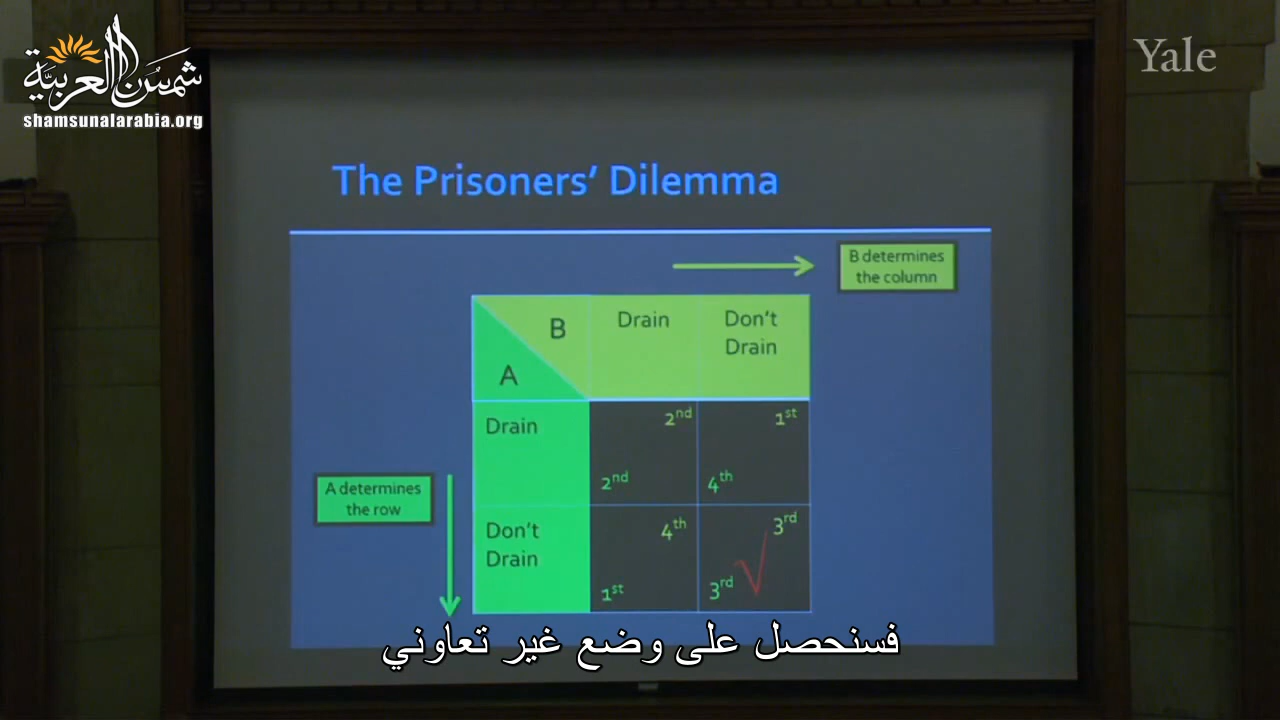 شمس العربية
shamsunalarabia.org
Yale
The Prisoners’ Dilemma
B determines
the column
B
A
Drain
Don’t
Drain
Drain
2nd
2nd
1st
4th
A determines
the row
Don’t
Drain
4th
1st
3rd
3rd
فسنحصل على وضع غير تعاوني